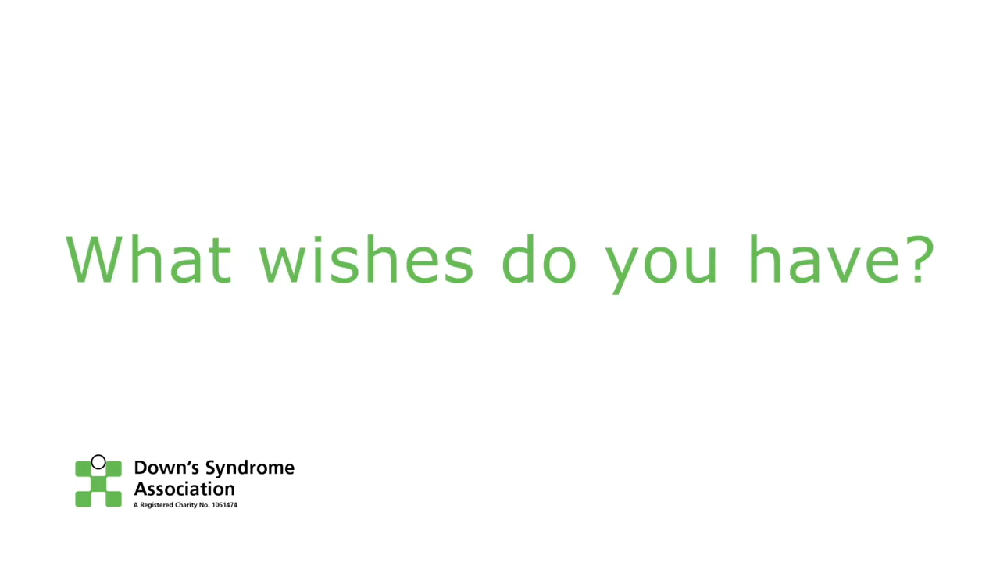 What wishes do you have?
Down's Syndrome
Association
A Registered Charity No. 1061474